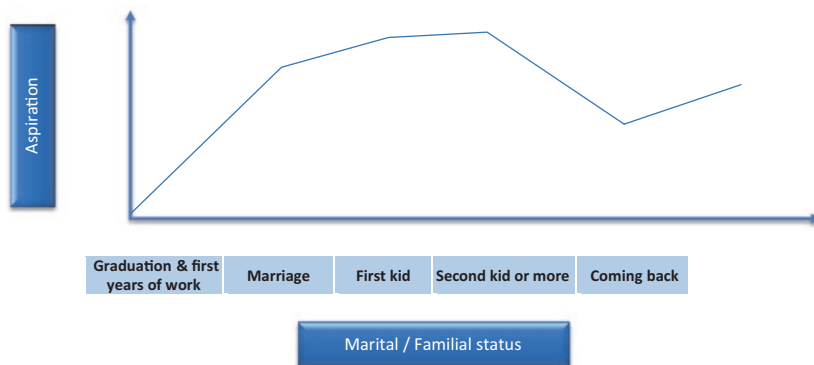 Aspiration
Graduation & first
years of work
Marriage
First kid
Second kid or more
Coming back
Marital / Familial status